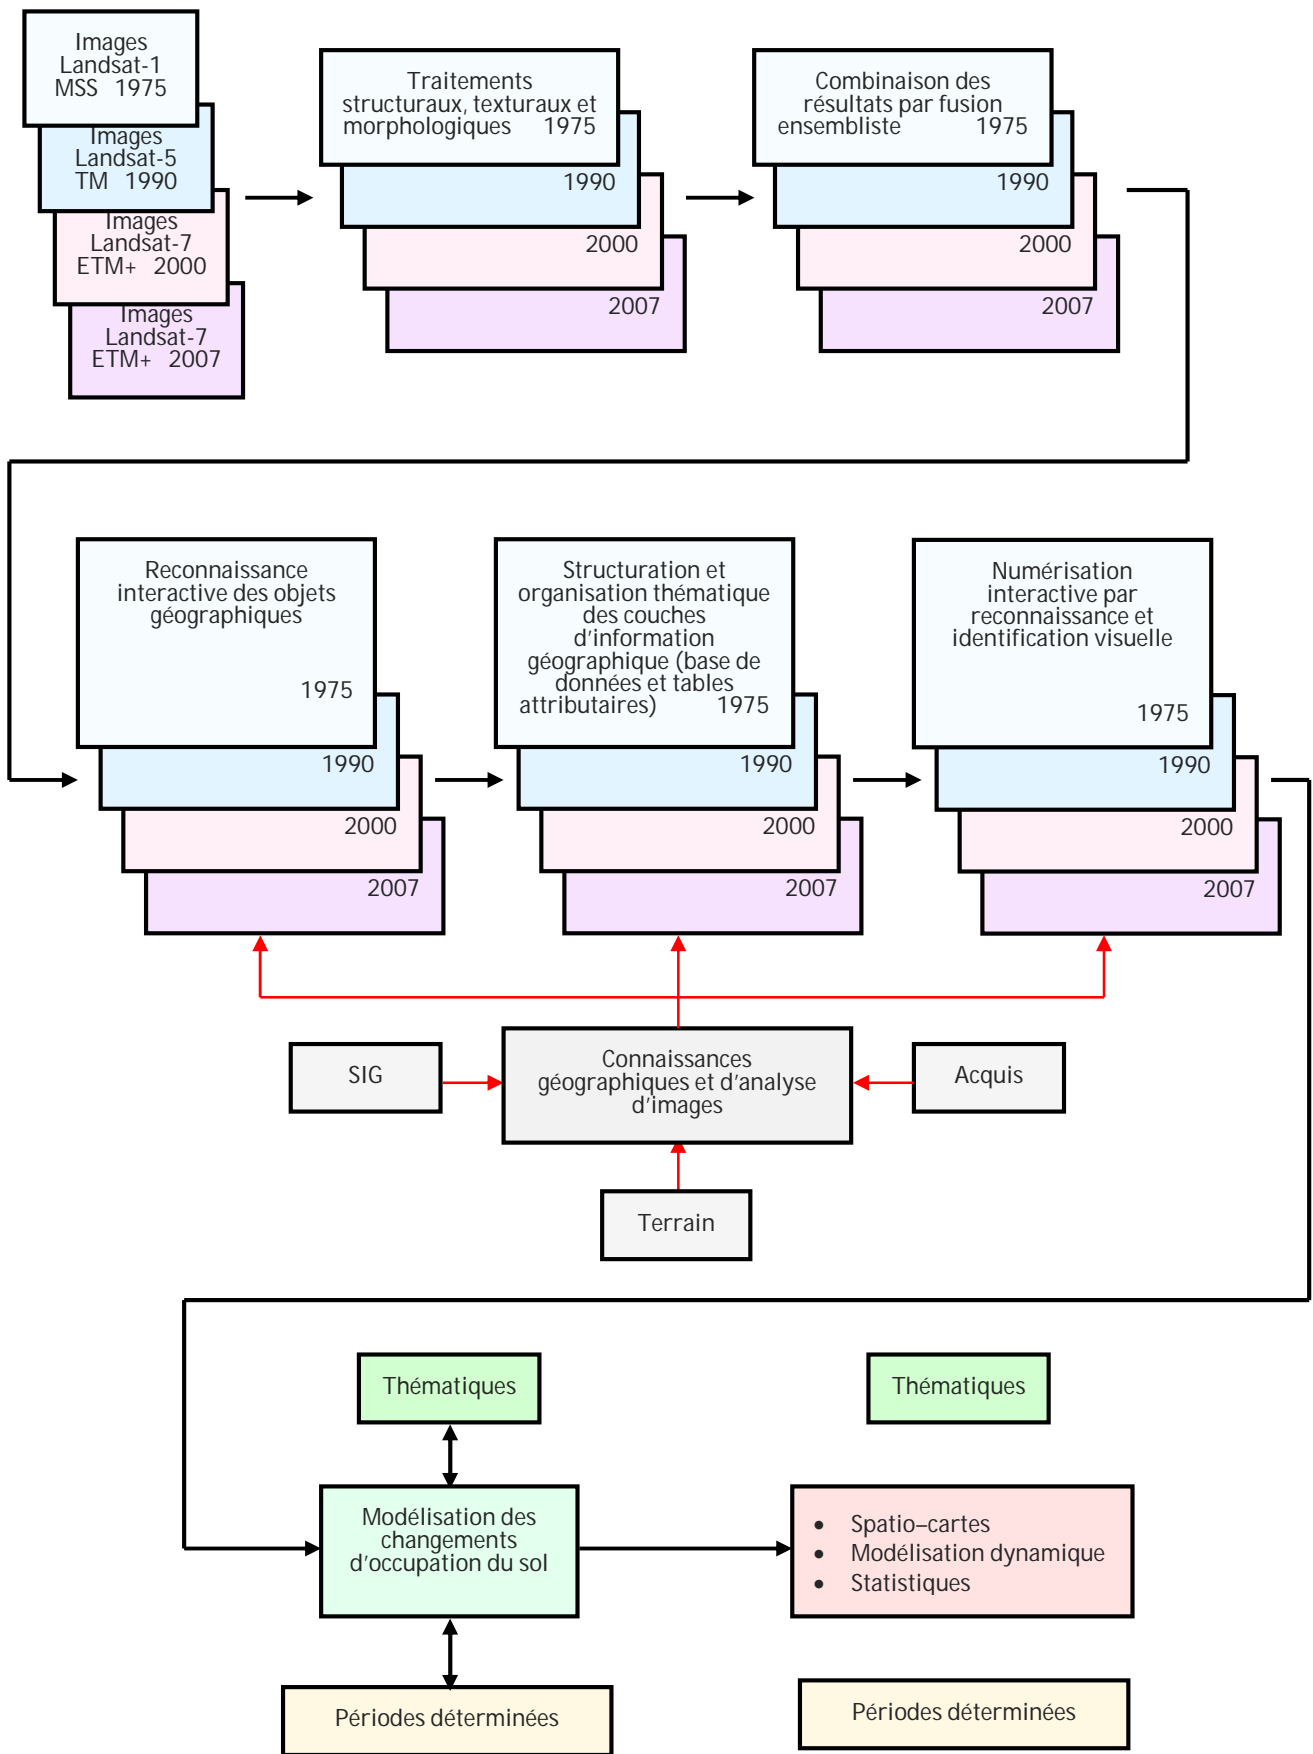 Images
Landsat-1
MSS 1975
Images
Landsat-5
TM 1990
Images
Landsat-7
ETM+ 2000
Images
Landsat-7
ETM+ 2007
Traitements
structuraux, texturaux et
morphologiques 1975
1990
2000
2007
Combinaison des
résultats par fusion
ensembliste 1975
1990
2000
2007
Reconnaissance
interactive des objets
géographiques
1975
1990
2000
2007
Structuration et
organisation thématique
des couches
d'information
géographique (base de
données et tables
attributaires) 1975
1990
2000
2007
Numérisation
interactive par
reconnaissance et
identification visuelle
1975
1990
2000
2007
SIG
Connaissances
géographiques et d'analyse
d'images
Acquis
Terrain
Thématiques
Thématiques
Modélisation des
changements
d'occupation du sol
• Spatio–cartes
• Modélisation dynamique
• Statistiques
Périodes déterminées
Périodes déterminées